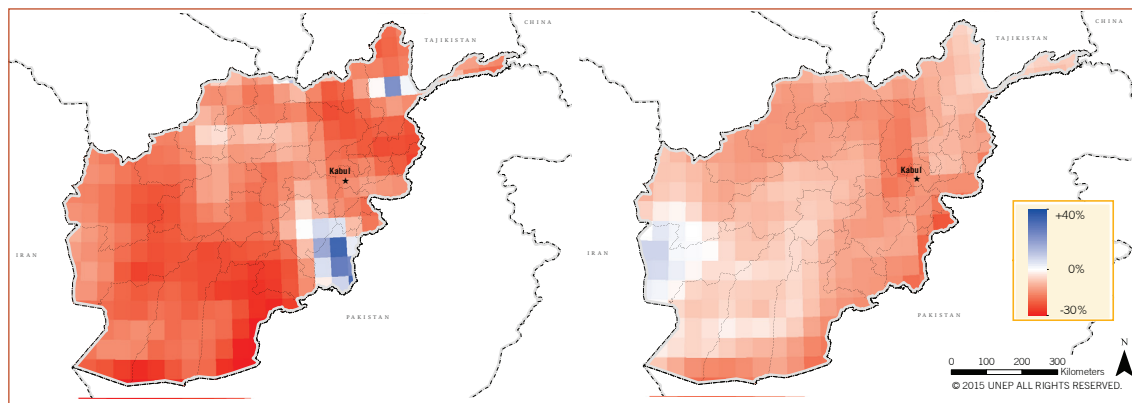 CHINA
TAJIKISTAN
Kabul
IRAN
PAKISTAN
CHINA
TAJIKISTAN
Kabul
IRAN
PAKISTAN
+40%
0%
-30%
N
0 100 200 300
Kilometers
© 2015 UNEP ALL RIGHTS RESERVED.